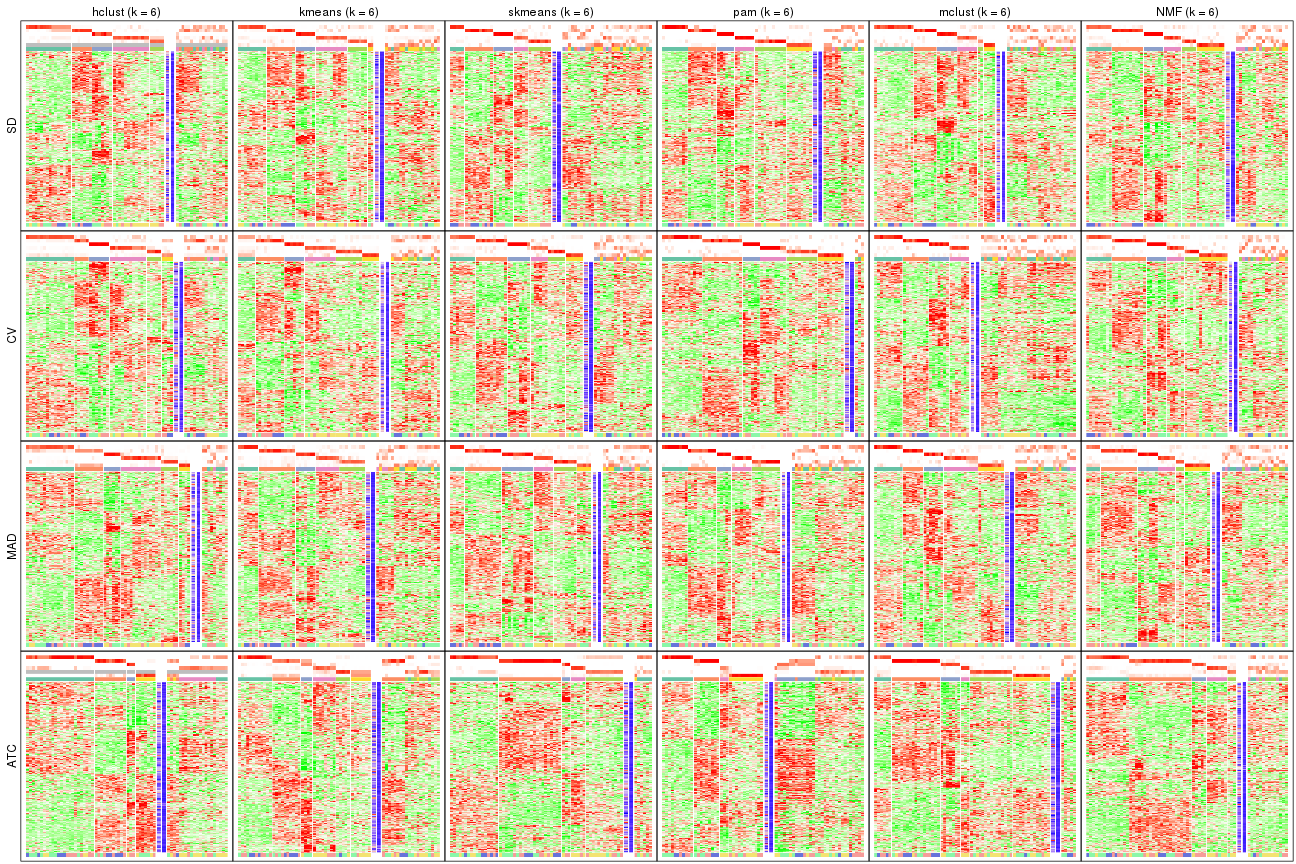 hclust (k = 6) kmeans (k = 6) skmeans (k = 6) pam (k = 6) mclust (k = 6) NMF (k = 6)
SD
CV
MAD
ATC